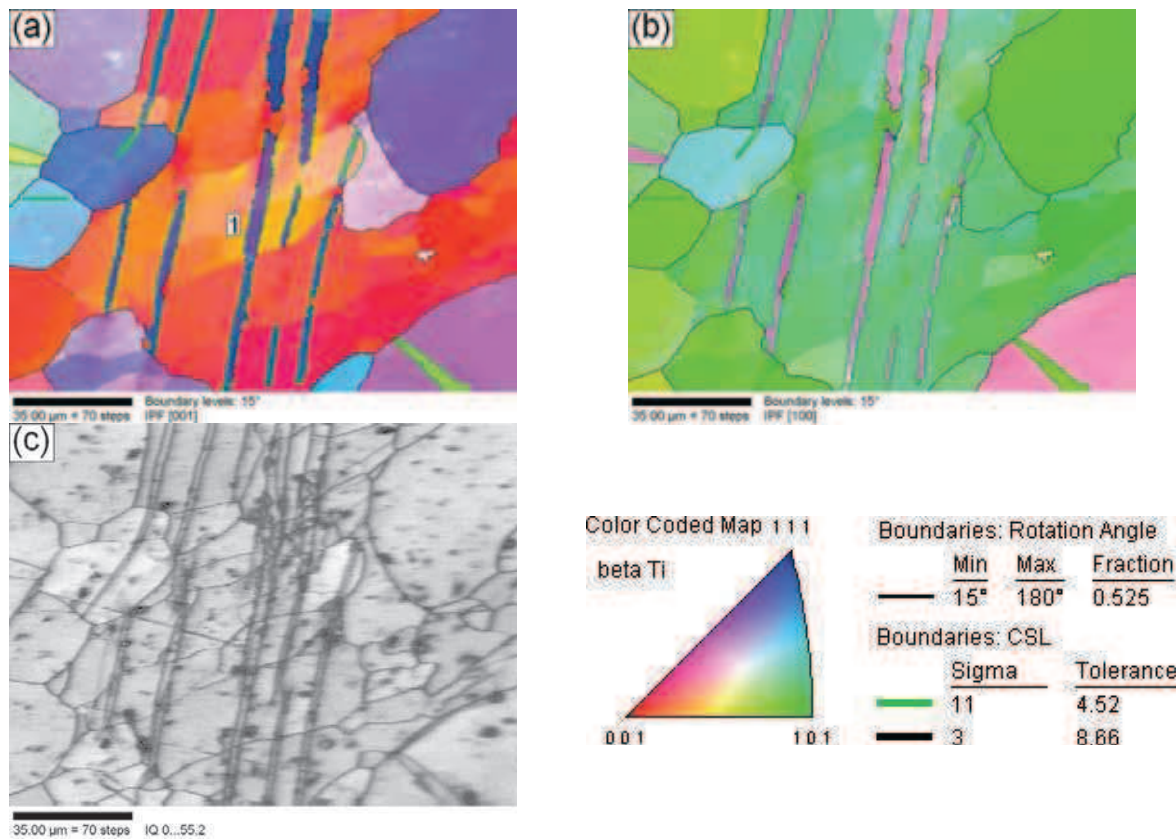 (a)
1
Boundary levels: 15°
35.00 µm = 70 steps IPF [001]
(b)
Boundary levels: 15°
35.00 µm = 70 steps IPF [100]
(c)
35.00 µm = 70 steps IQ 0...55.2
Color Coded Map 1 1 1
beta Ti
0 0 1 1 0 1
Boundaries: Rotation Angle
Min Max Fraction
15° 180° 0.525
Boundaries: CSL
Sigma Tolerance
11 4.52
3 8.66